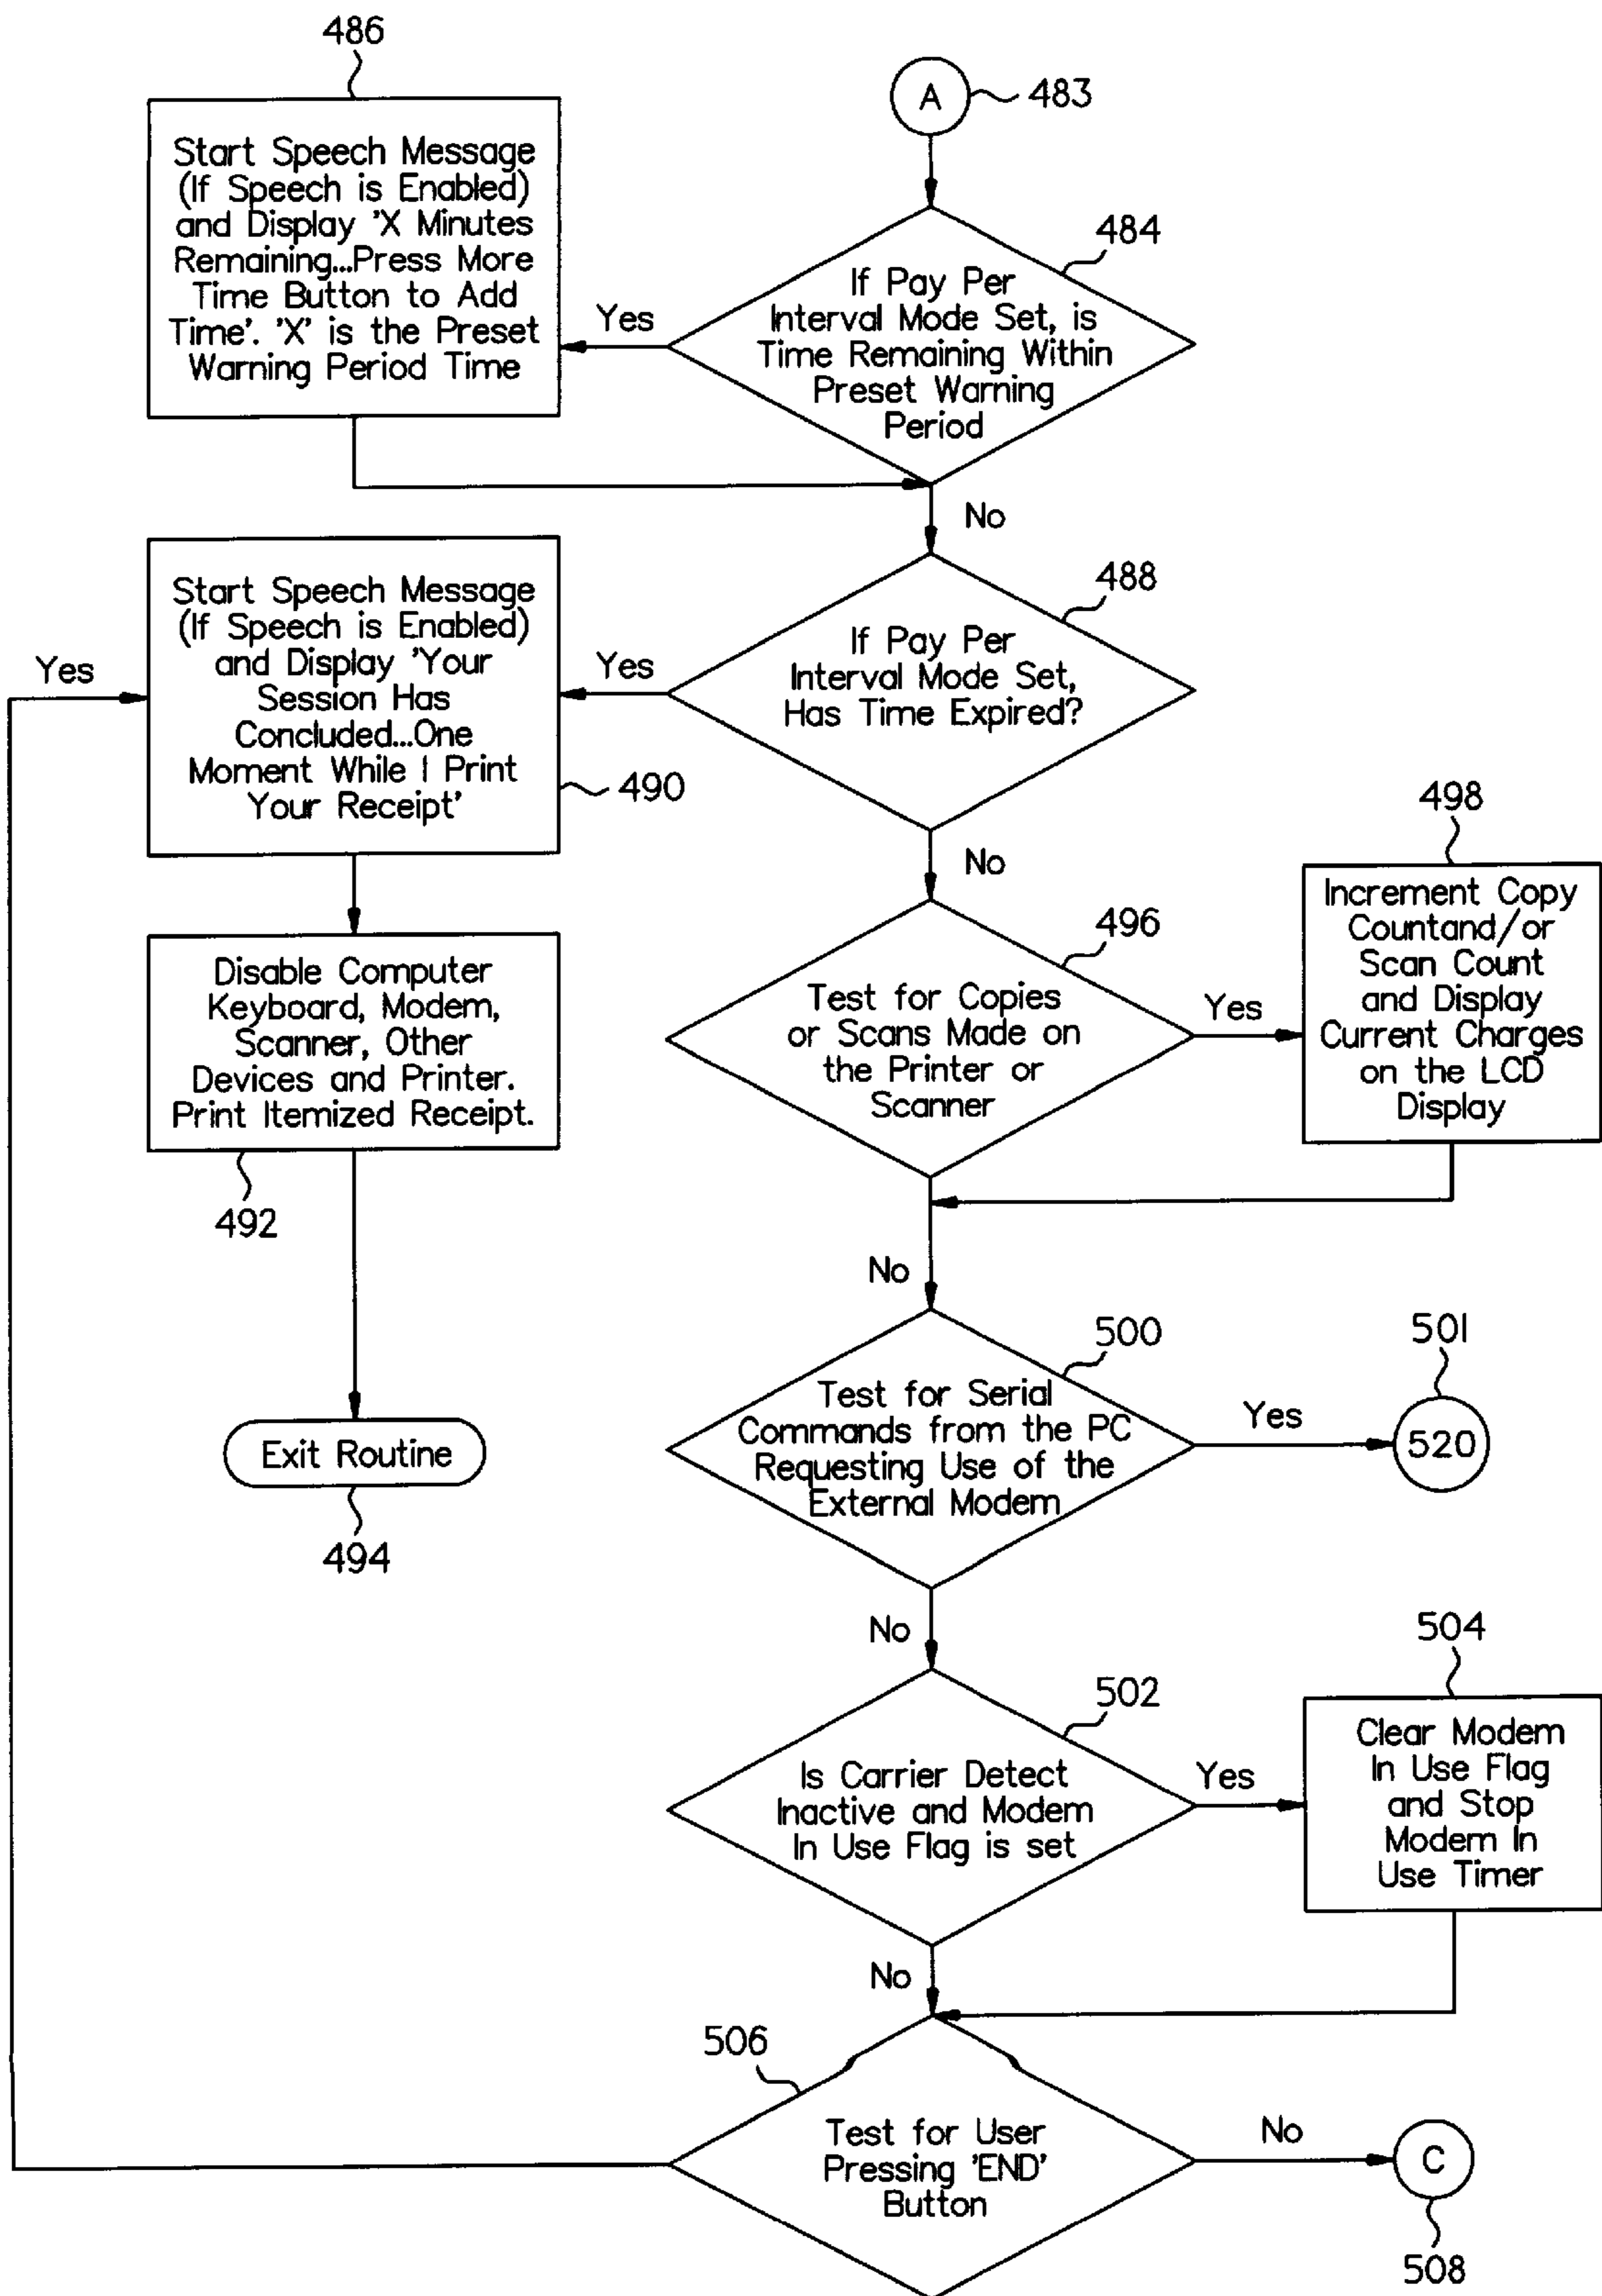 486
A
483
Start Speech Message
(If Speech is Enabled)
and Display 'X Minutes
Remaining...Press More
Time Button to Add
Time'. 'X' is the Preset
Warning Period Time
484
If Pay Per
Interval Mode Set, is
Time Remaining Within
Preset Warning
Period
Yes
No
Start Speech Message
(If Speech is Enabled)
and Display 'Your
Session Has
Concluded...One
Moment While I Print
Your Receipt'
490
Yes
Yes
488
If Pay Per
Interval Mode Set,
Has Time Expired?
No
498
Increment Copy
Countand/or
Scan Count
and Display
Current Charges
on the LCD
Display
Disable Computer
Keyboard, Modem,
Scanner, Other
Devices and Printer.
Print Itemized Receipt.
492
496
Test for Copies
or Scans Made on
the Printer or
Scanner
Yes
No
Exit Routine
494
500
Test for Serial
Commands from the PC
Requesting Use of the
External Modem
Yes
501
520
No
502
Is Carrier Detect
Inactive and Modem
In Use Flag is set
Yes
504
Clear Modem
In Use Flag
and Stop
Modem In
Use Timer
No
506
Test for User
Pressing 'END'
Button
No
C
508